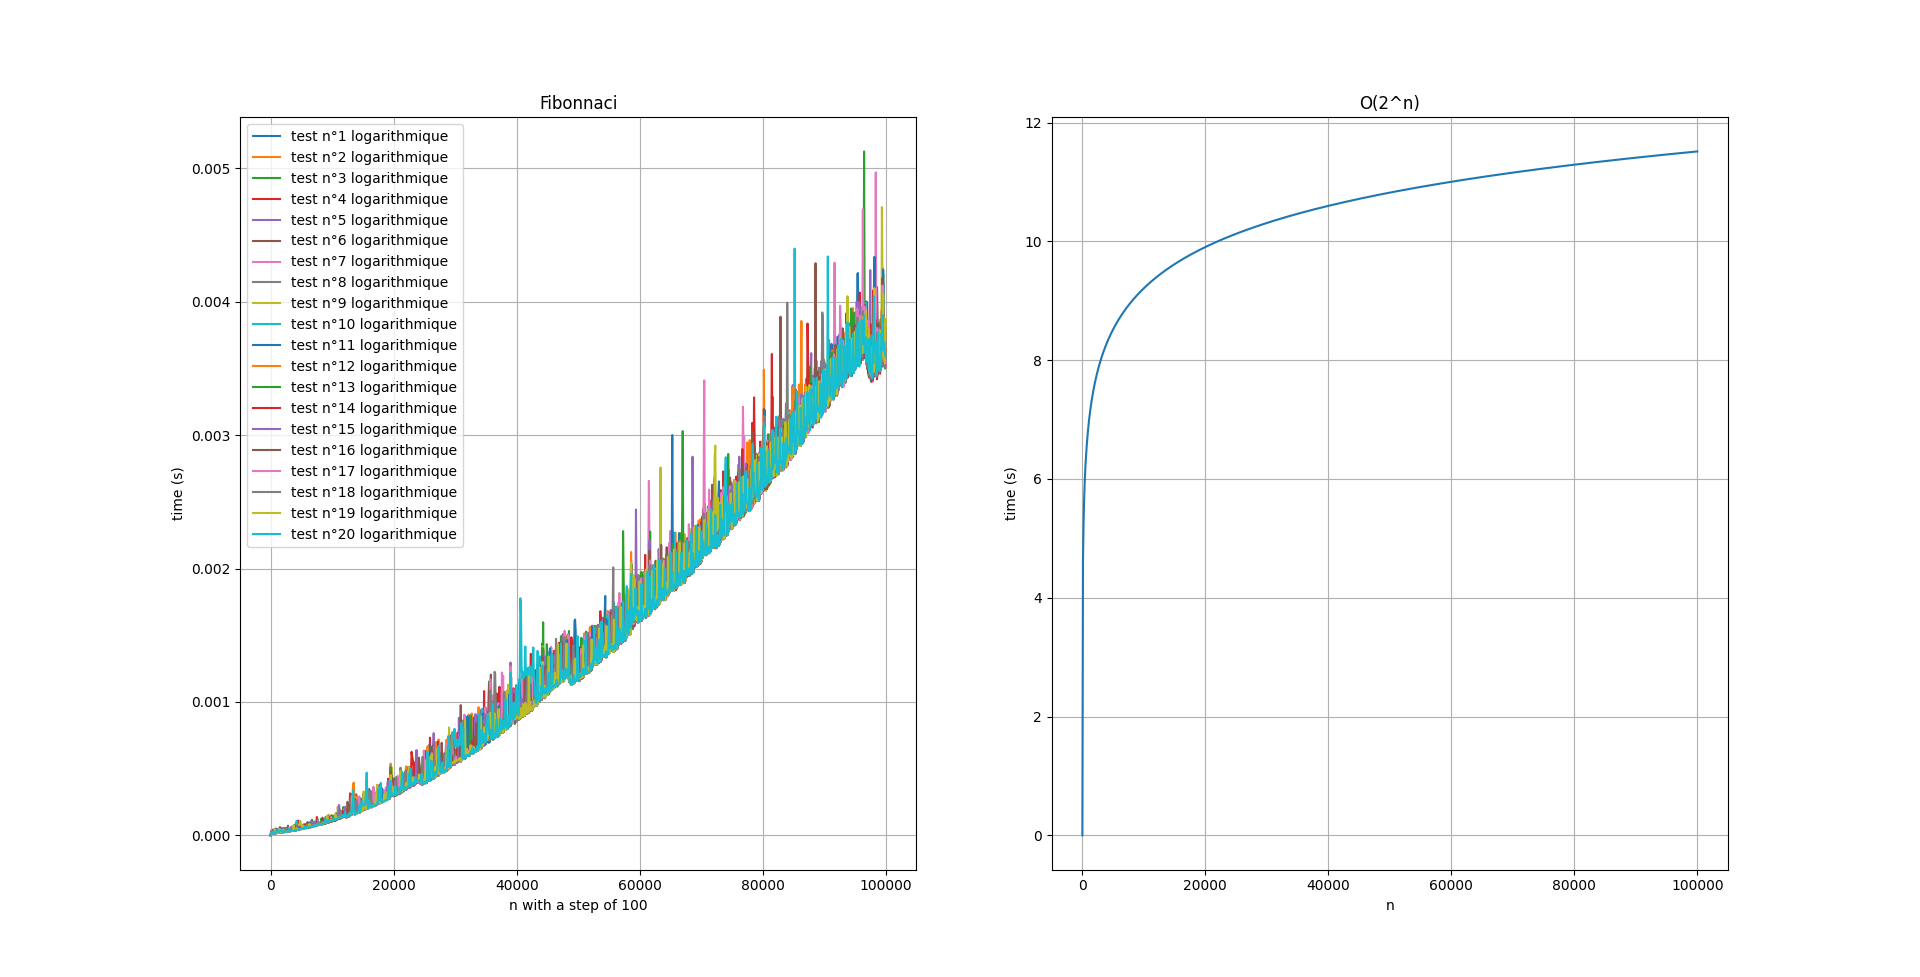 Fibonnaci
test n°1 logarithmique
test n°2 logarithmique
test n°3 logarithmique
test n°4 logarithmique
test n°5 logarithmique
test n°6 logarithmique
test n°7 logarithmique
test n°8 logarithmique
test n°9 logarithmique
test n°10 logarithmique
test n°11 logarithmique
test n°12 logarithmique
test n°13 logarithmique
test n°14 logarithmique
test n°15 logarithmique
test n°16 logarithmique
test n°17 logarithmique
test n°18 logarithmique
test n°19 logarithmique
test n°20 logarithmique
time (s)
0.005
0.004
0.003
0.002
0.001
0.000
0 20000 40000 60000 80000 100000
n with a step of 100
O(2^n)
time (s)
12
10
8
6
4
2
0
0 20000 40000 60000 80000 100000
n